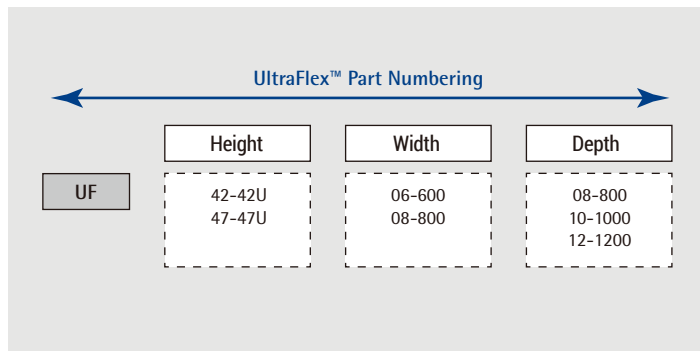 UltraFlex™ Part Numbering
Height Width Depth
UF
42-42U 06-600 08-800
47-47U 08-800 10-1000
12-1200